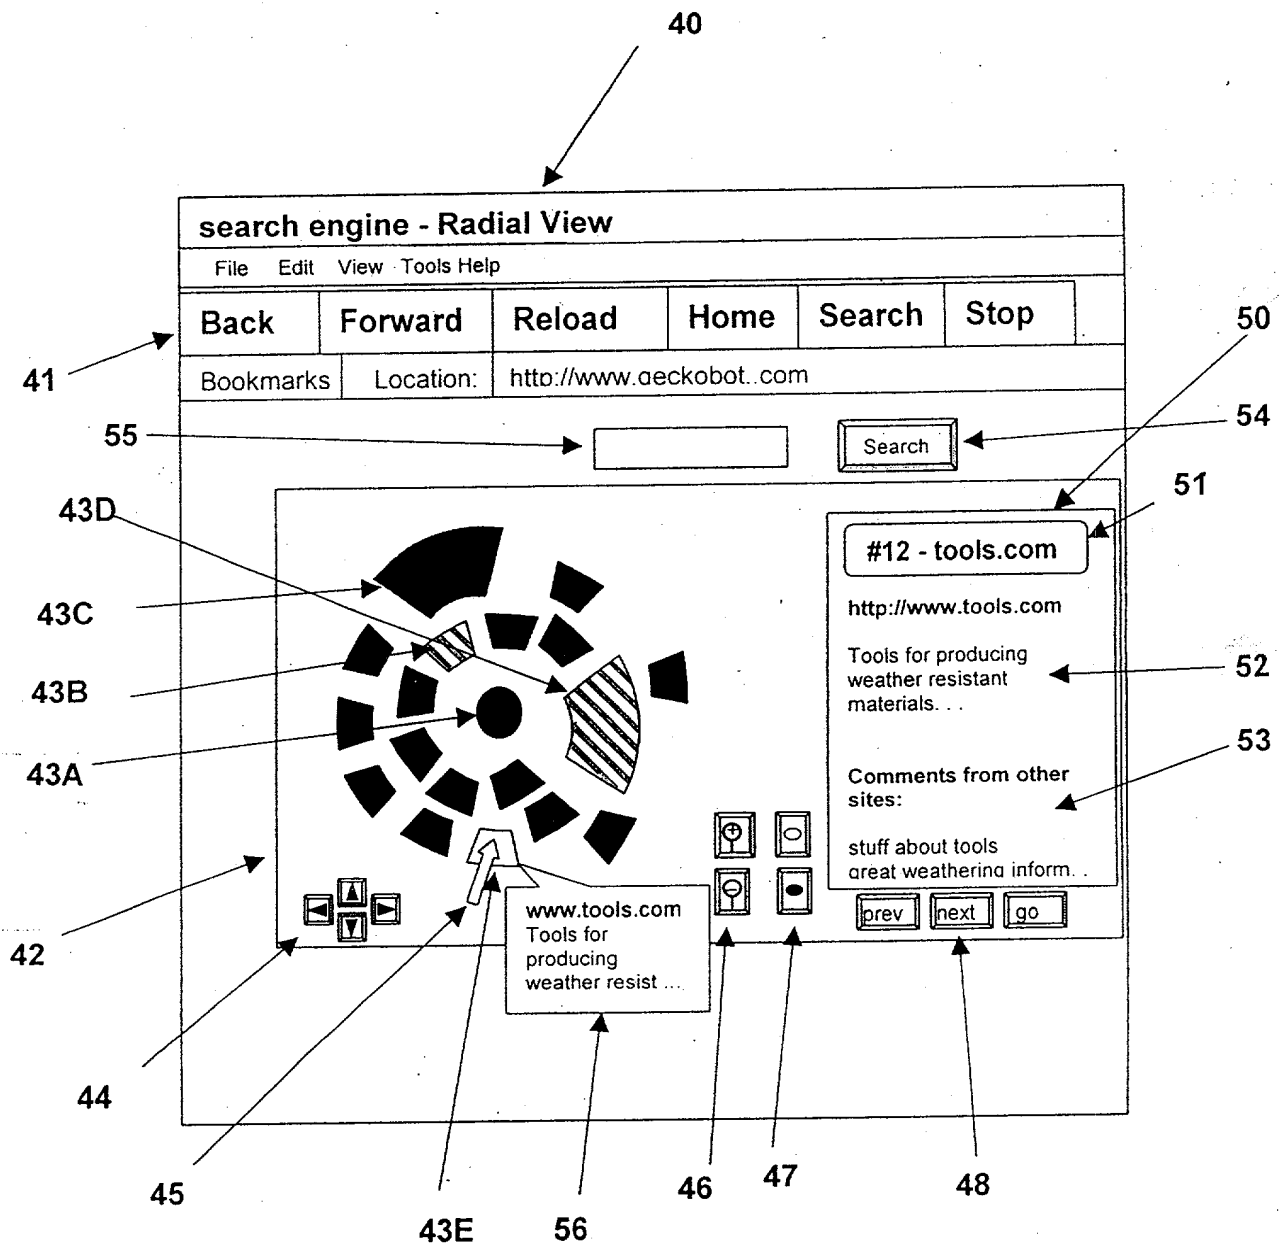 40
search engine - Radial View
File Edit View Tools Help
Back Forward Reload Home Search Stop
50
41
Bookmarks Location: http://www.geckobot..com
55
Search
54
51
43D
#12 - tools.com
43C
http://www.tools.com
Tools for producing
weather resistant
materials. . .
52
43B
53
43A
Comments from other
sites:
stuff about tools
great weathering inform. .
prev next go
42
www.tools.com
Tools for
producing
weather resist ...
44
45
43E
56
46
47
48